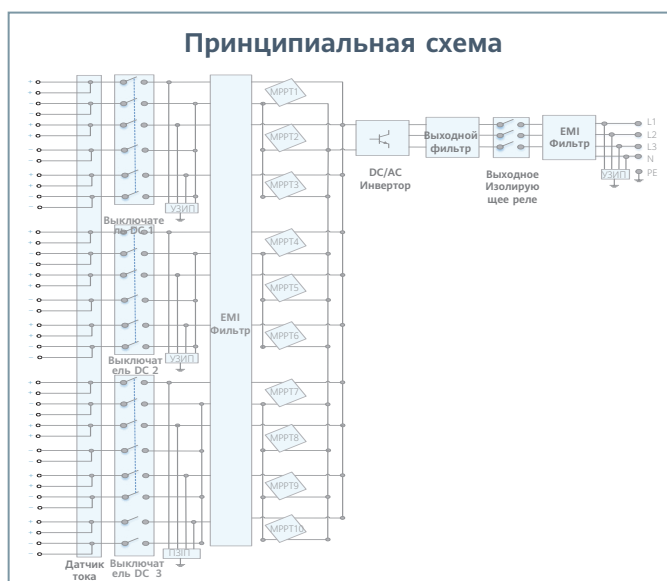 Принципиальная схема
MPPT1
MPPT2
MPPT3
УЗИП
Выключате
ль DC 1
MPPT4
MPPT5
MPPT6
EMI
Фильтр
УЗИП
Выключат
ель DC 2
MPPT7
MPPT8
MPPT9
MPPT10
ПЗІП
Датчик
тока
Выключат
ель DC 3
DC/AC
Инвертор
Выходной
фильтр
Выходное
Изолирую
щее реле
EMI
Фильтр
УЗИП
L1
L2
L3
N
PE